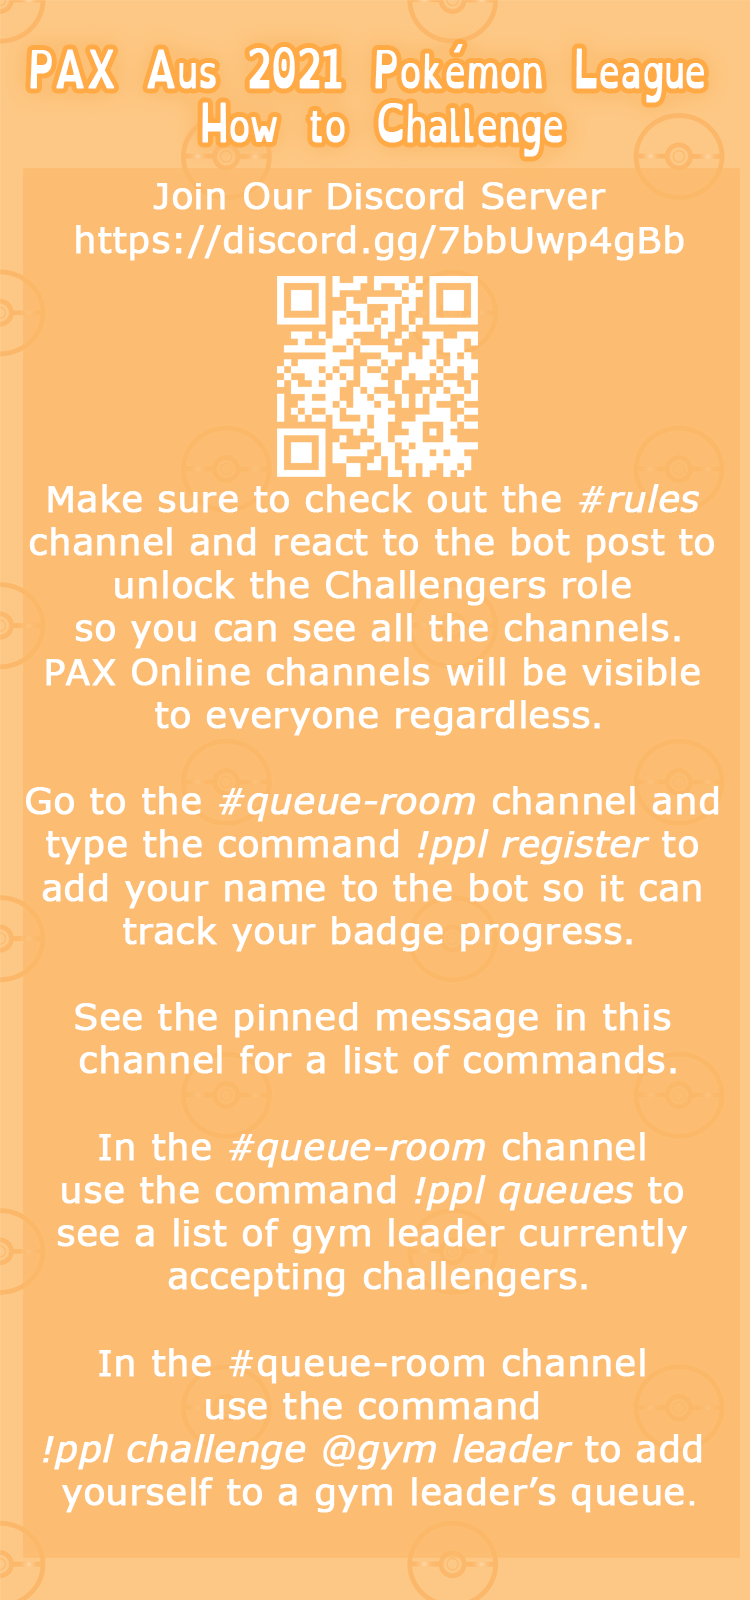 PAX Aus 2021 Pokémon League
How to Challenge
Join Our Discord Server
https://discord.gg/7bbUwp4gBb
Make sure to check out the #rules
channel and react to the bot post to
unlock the Challengers role
so you can see all the channels.
PAX Online channels will be visible
to everyone regardless.
Go to the #queue-room channel and
type the command !ppl register to
add your name to the bot so it can
track your badge progress.
See the pinned message in this
channel for a list of commands.
In the #queue-room channel
use the command !ppl queues to
see a list of gym leader currently
accepting challengers.
In the #queue-room channel
use the command
!ppl challenge @gym leader to add
yourself to a gym leader’s queue.